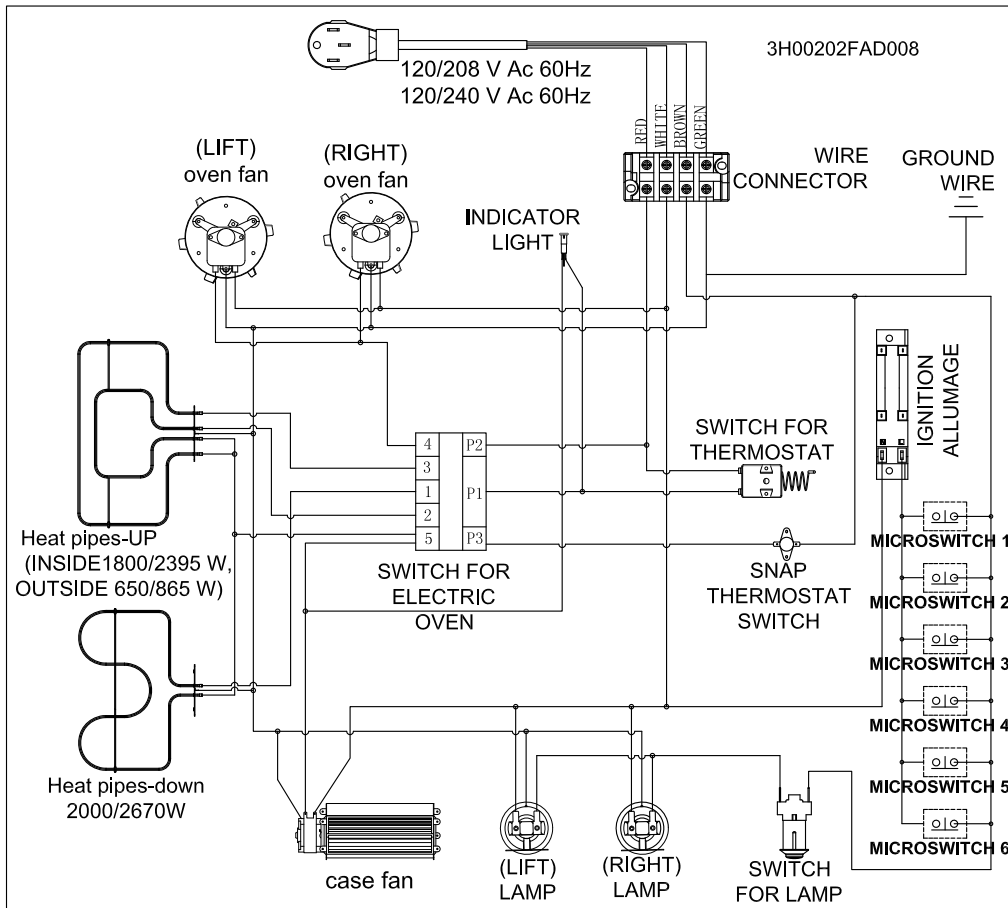 3H00202FAD008
120/208 V Ac 60Hz
120/240 V Ac 60Hz
RED
WHITE
BROWN
GREEN
WIRE
CONNECTOR
GROUND
WIRE
(LIFT)
oven fan
(RIGHT)
oven fan
INDICATOR
LIGHT
IGNITION
ALLUMAGE
SWITCH FOR
THERMOSTAT
4
3
1
2
5
P2
P1
P3
SWITCH FOR
ELECTRIC
OVEN
SNAP
THERMOSTAT
SWITCH
Heat pipes-UP
(INSIDE1800/2395 W,
OUTSIDE 650/865 W)
Heat pipes-down
2000/2670W
MICROSWITCH 1
MICROSWITCH 2
MICROSWITCH 3
MICROSWITCH 4
MICROSWITCH 5
MICROSWITCH 6
case fan
(LIFT)
LAMP
(RIGHT)
LAMP
SWITCH
FOR LAMP